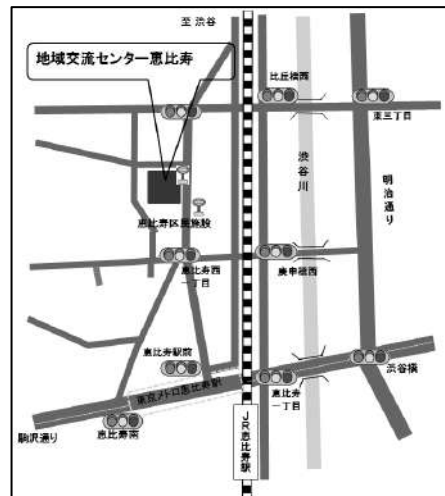 至 渋谷
地域交流センター恵比寿
比丘橋西
東三丁目
渋谷川
明治通り
恵比寿区民施設
恵比寿西
一丁目
庚申橋西
恵比寿駅前
渋谷橋
東京メトロ恵比寿駅
恵比寿
一丁目
駒沢通り
恵比寿南
JR恵比寿駅